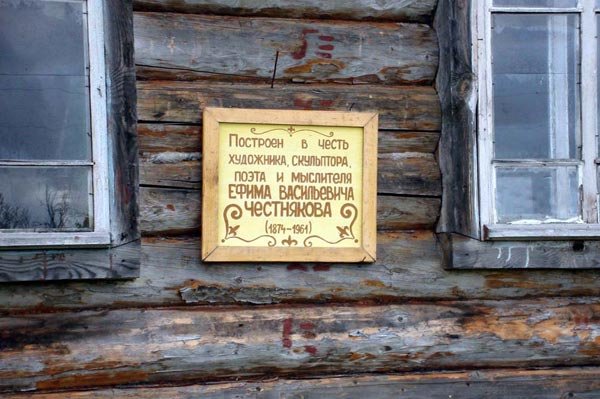 Построен в честь
художника, скульптора,
поэта и мыслителя
Ефима Васильевича
Честнякова
(1874-1961)